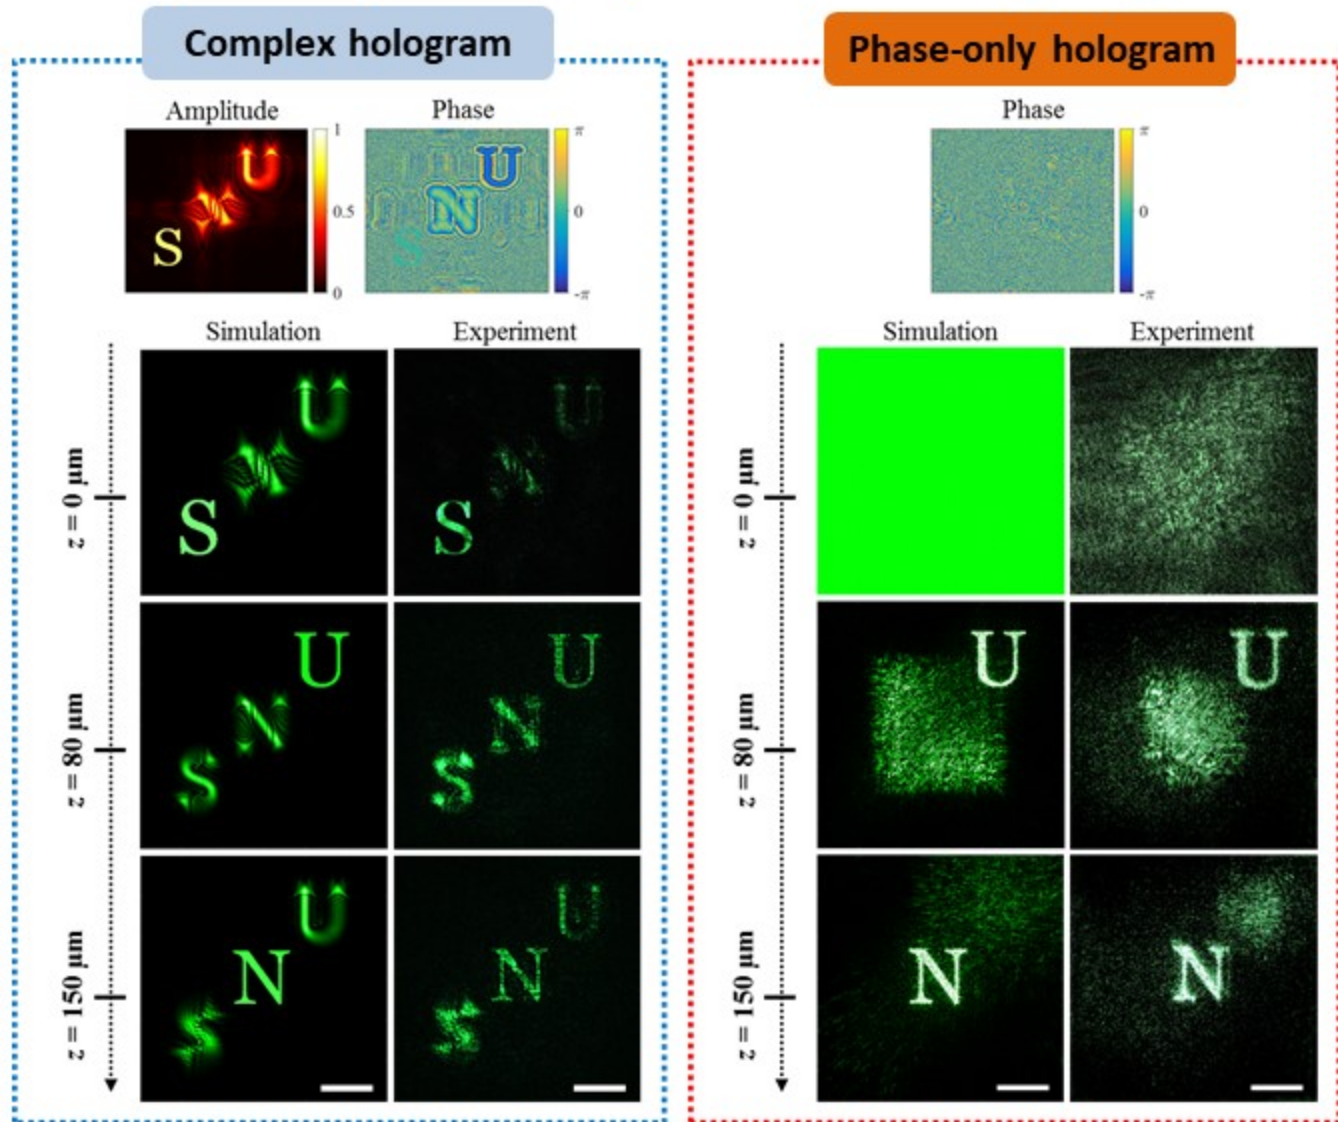 Complex hologram
Amplitude
Phase
1
0.5
0
π
0
-π
S N U
S N U
Simulation
Experiment
z = 0 μm
S N U
S N U
z = 80 μm
S N U
S N U
z = 150 μm
S N U
S N U
Phase-only hologram
Phase
π
0
-π
Simulation
Experiment
z = 0 μm
z = 80 μm
U
U
z = 150 μm
N
N